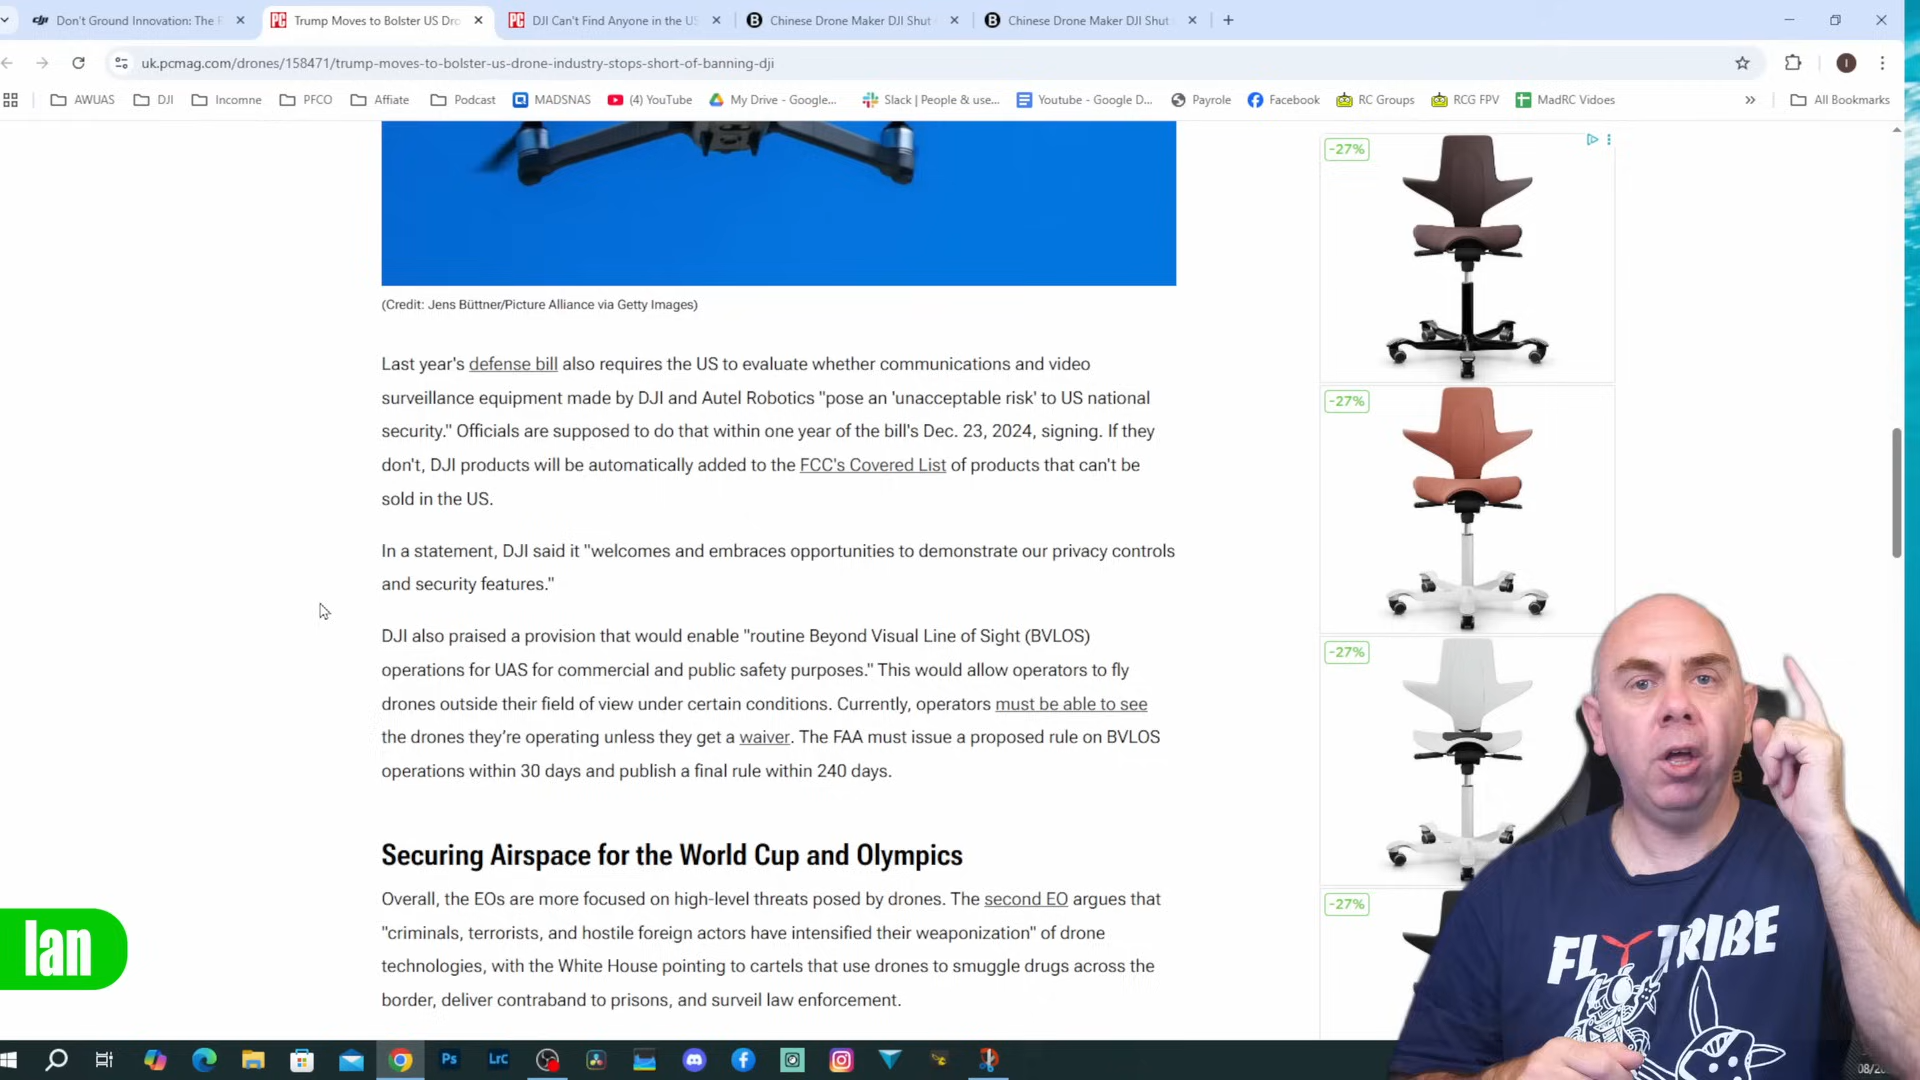 Don't Ground Innovation: The F
Trump Moves to Bolster US Dro
DJI Can't Find Anyone in the US
Chinese Drone Maker DJI Shut
Chinese Drone Maker DJI Shut
uk.pcmag.com/drones/158471/trump-moves-to-bolster-us-drone-industry-stops-short-of-banning-dji
AWUAS
DJI
Incomne
PFCO
Affiate
Podcast
MADSNAS
(4) YouTube
My Drive - Google...
Slack | People & use...
Youtube - Google D...
Payrole
Facebook
RC Groups
RCG FPV
MadRC Vidoes
All Bookmarks
(Credit: Jens Büttner/Picture Alliance via Getty Images)
Last year's defense bill also requires the US to evaluate whether communications and video
surveillance equipment made by DJI and Autel Robotics "pose an 'unacceptable risk' to US national
security." Officials are supposed to do that within one year of the bill's Dec. 23, 2024, signing. If they
don't, DJI products will be automatically added to the FCC's Covered List of products that can't be
sold in the US.
In a statement, DJI said it "welcomes and embraces opportunities to demonstrate our privacy controls
and security features."
DJI also praised a provision that would enable "routine Beyond Visual Line of Sight (BVLOS)
operations for UAS for commercial and public safety purposes." This would allow operators to fly
drones outside their field of view under certain conditions. Currently, operators must be able to see
the drones they're operating unless they get a waiver. The FAA must issue a proposed rule on BVLOS
operations within 30 days and publish a final rule within 240 days.
Securing Airspace for the World Cup and Olympics
Overall, the EOs are more focused on high-level threats posed by drones. The second EO argues that
"criminals, terrorists, and hostile foreign actors have intensified their weaponization" of drone
technologies, with the White House pointing to cartels that use drones to smuggle drugs across the
border, deliver contraband to prisons, and surveil law enforcement.
-27%
-27%
-27%
-27%
Ian
FLY TRIBE
Ps
LrC
08/20